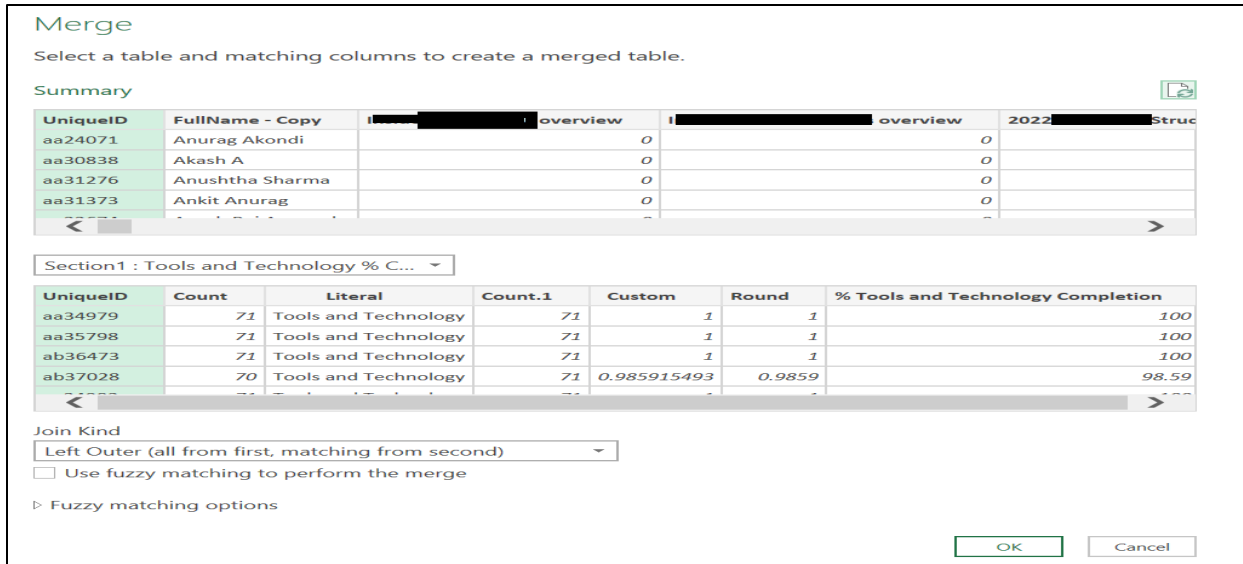 Merge
Select a table and matching columns to create a merged table.
Summary
UniqueID FullName - Copy overview overview 2022 Struc
aa24071 Anurag Akondi 0 0
aa30838 Akash A 0 0
aa31276 Anushtha Sharma 0 0
aa31373 Ankit Anurag 0 0
Section1 : Tools and Technology % C...
UniqueID Count Literal Count.1 Custom Round % Tools and Technology Completion
aa34979 71 Tools and Technology 71 1 1 100
aa35798 71 Tools and Technology 71 1 1 100
ab36473 71 Tools and Technology 71 1 1 100
ab37028 70 Tools and Technology 71 0.985915493 0.9859 98.59
Join Kind
Left Outer (all from first, matching from second)
Use fuzzy matching to perform the merge
Fuzzy matching options
OK Cancel